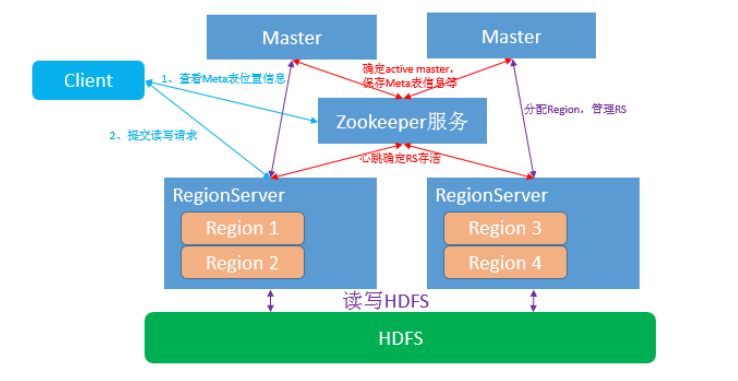 Master
Master
Client
1、查看Meta表位置信息
确定active master，
保存Meta表信息等
Zookeeper服务
分配Region，管理RS
2、提交读写请求
心跳确定RS存活
RegionServer
Region 1
Region 2
RegionServer
Region 3
Region 4
读写HDFS
HDFS